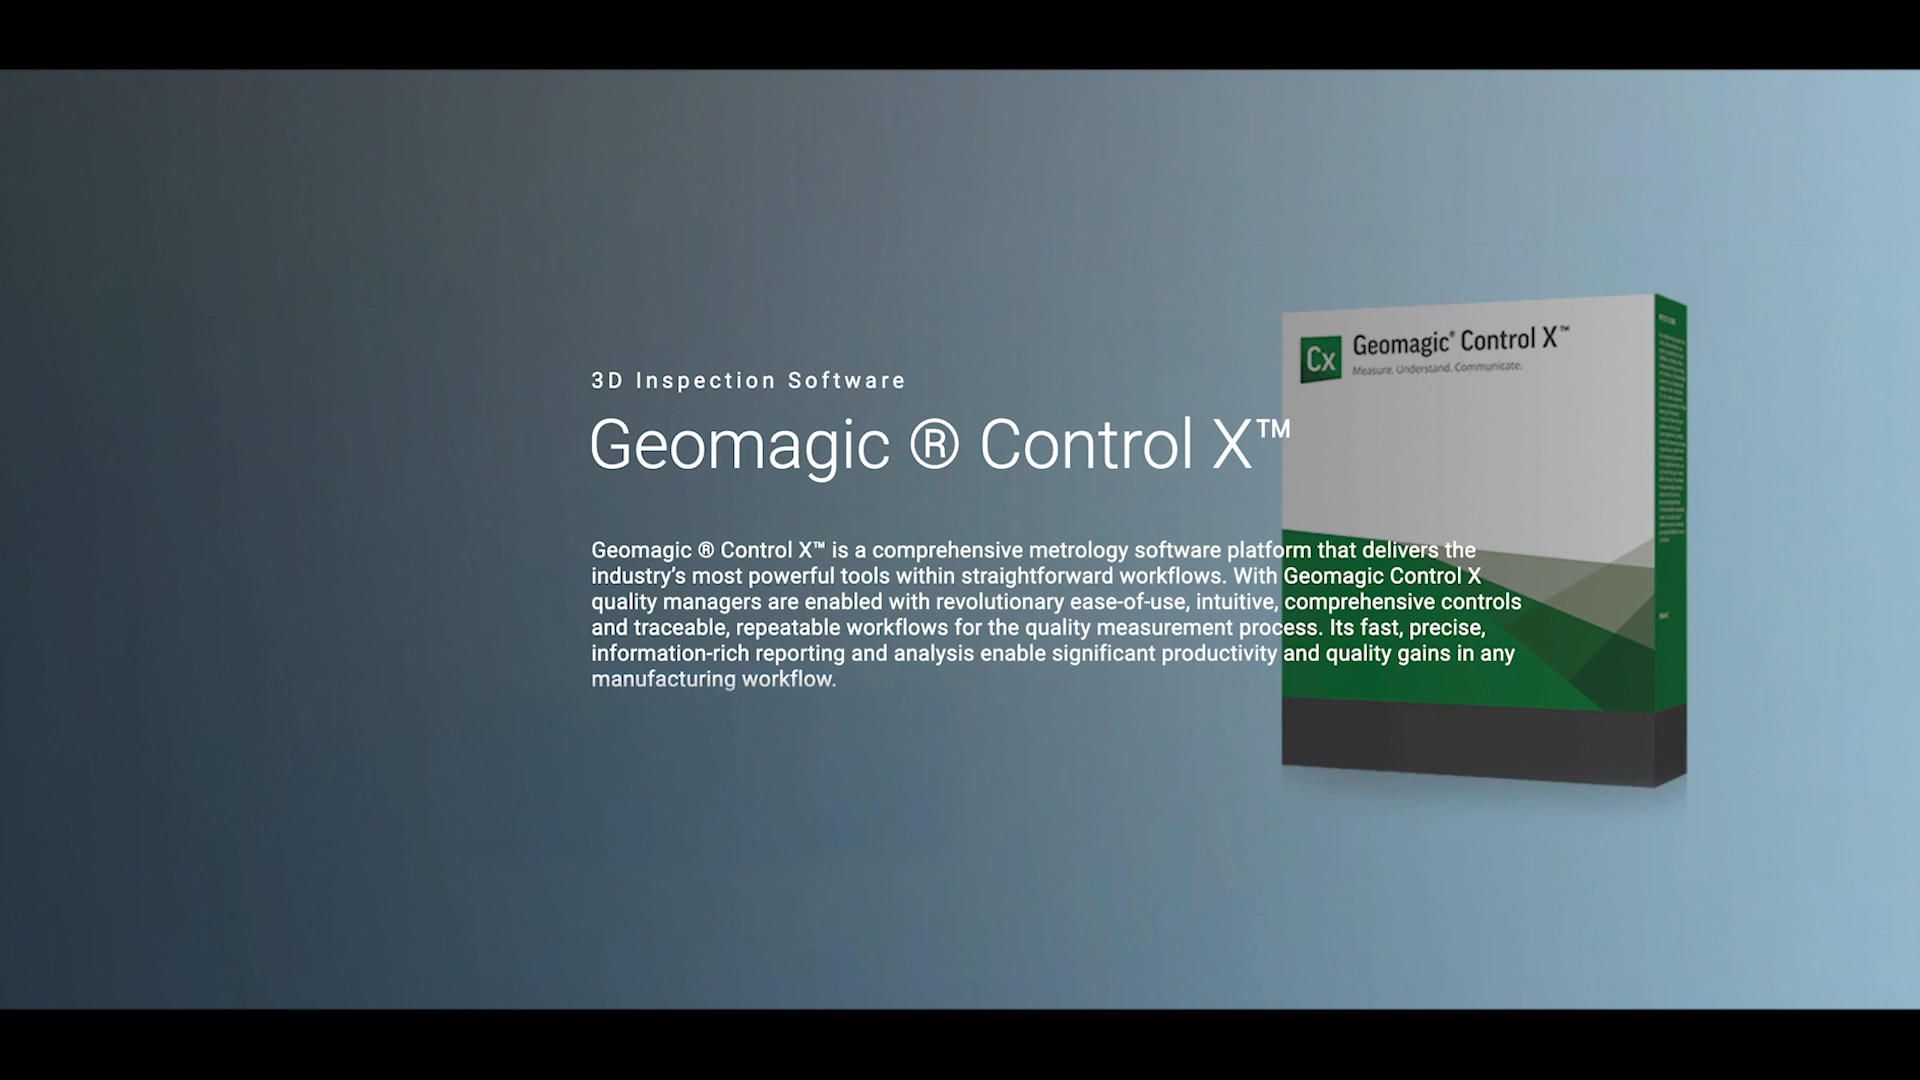 3D Inspection Software
Geomagic ® Control X™
Geomagic ® Control X™ is a comprehensive metrology software platform that delivers the
industry’s most powerful tools within straightforward workflows. With Geomagic Control X
quality managers are enabled with revolutionary ease-of-use, intuitive, comprehensive controls
and traceable, repeatable workflows for the quality measurement process. Its fast, precise,
information-rich reporting and analysis enable significant productivity and quality gains in any
manufacturing workflow.
Cx
Geomagic® Control X™
Measure. Understand. Communicate.